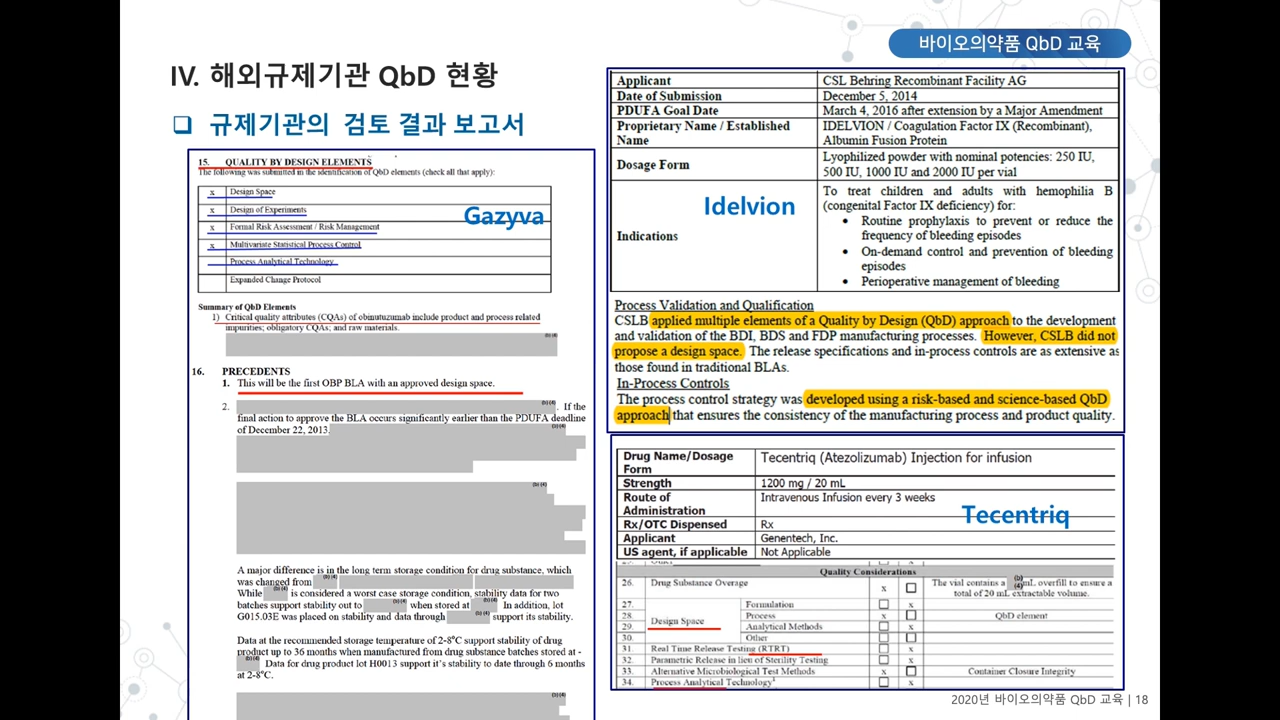 바이오의약품 QbD 교육
IV. 해외규제기관 QbD 현황
❑ 규제기관의 검토 결과 보고서
15. QUALITY BY DESIGN ELEMENTS
The following was submitted in the identification of QbD elements (check all that apply):
x Design Space
x Design of Experiments
x Formal Risk Assessment / Risk Management
x Multivariate Statistical Process Control
x Process Analytical Technology
Expanded Change Protocol
Gazyva
Summary of QbD Elements
1) Critical quality attributes (CQAs) of obinutuzumab include product and process related
impurities; obligatory CQAs; and raw materials.
(b) (4)
16. PRECEDENTS
1. This will be the first OBP BLA with an approved design space.
2. (b) (4). If the
final action to approve the BLA occurs significantly earlier than the PDUFA deadline
of December 22, 2013. (b) (4)
(b) (4)
A major difference is in the long term storage condition for drug substance, which
was changed from (b) (4)
While (b) (4) is considered a worst case storage condition, stability data for two
batches support stability out to (b) (4) when stored at (b) (4) In addition, lot
G015.03E was placed on stability and data through (b) (4) support its stability.
Data at the recommended storage temperature of 2-8°C support stability of drug
product up to 36 months when manufactured from drug substance batches stored at -
(b) (4) Data for drug product lot H0013 support it's stability to date through 6 months
at 2-8°C.
(b) (4)
Applicant CSL Behring Recombinant Facility AG
Date of Submission December 5, 2014
PDUFA Goal Date March 4, 2016 after extension by a Major Amendment
Proprietary Name / Established IDELVION / Coagulation Factor IX (Recombinant),
Name Albumin Fusion Protein
Dosage Form Lyophilized powder with nominal potencies: 250 IU,
500 IU, 1000 IU and 2000 IU per vial
Indications To treat children and adults with hemophilia B
(congenital Factor IX deficiency) for:
• Routine prophylaxis to prevent or reduce the
frequency of bleeding episodes
• On-demand control and prevention of bleeding
episodes
• Perioperative management of bleeding
Idelvion
Process Validation and Qualification
CSLB applied multiple elements of a Quality by Design (QbD) approach to the development
and validation of the BDI, BDS and FDP manufacturing processes. However, CSLB did not
propose a design space. The release specifications and in-process controls are as extensive as
those found in traditional BLAs.
In-Process Controls
The process control strategy was developed using a risk-based and science-based QbD
approach that ensures the consistency of the manufacturing process and product quality.
Drug Name/Dosage Tecentriq (Atezolizumab) Injection for infusion
Form
Strength 1200 mg / 20 mL
Route of Intravenous Infusion every 3 weeks
Administration
Rx/OTC Dispensed Rx
Applicant Genentech, Inc.
US agent, if applicable Not Applicable
Tecentriq
Quality Considerations
26. Drug Substance Overage x ☐ The vial contains a (b) (4) mL overfill to ensure a
total of 20 mL extractable volume.
27. Design Space Formulation ☐ x
28. Process x ☐ QbD element
29. Analytical Methods ☐ x
30. Other ☐ ☐
31. Real Time Release Testing (RTRT) ☐ x
32. Parametric Release in lieu of Sterility Testing ☐ x
33. Alternative Microbiological Test Methods x ☐ Container Closure Integrity
34. Process Analytical Technology¹ ☐ x
2020년 바이오의약품 QbD 교육 | 18